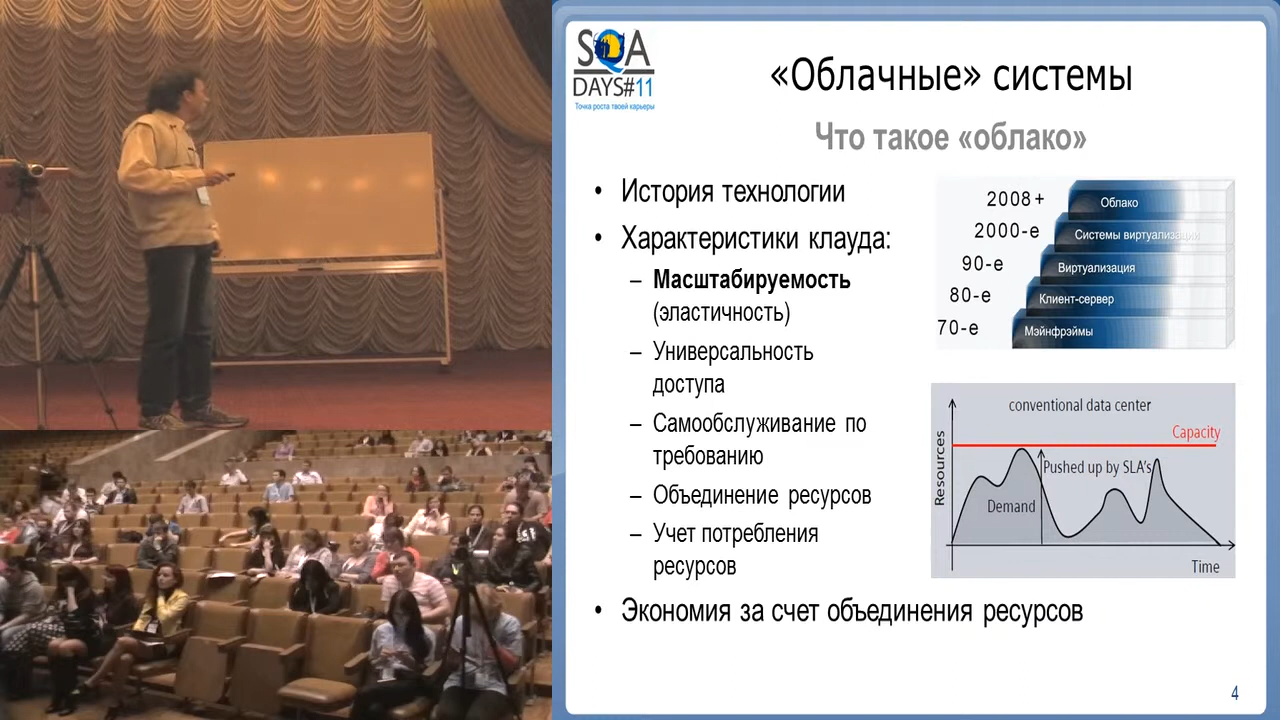 SQA
DAYS#11
Точка роста твоей карьеры
«Облачные» системы
Что такое «облако»
• История технологии
• Характеристики клауда:
– Масштабируемость
(эластичность)
– Универсальность
доступа
– Самообслуживание по
требованию
– Объединение ресурсов
– Учет потребления
ресурсов
• Экономия за счет объединения ресурсов
2008+ Облако
2000-е Системы виртуализации
90-е Виртуализация
80-е Клиент-сервер
70-е Мэйнфрэймы
conventional data center
Capacity
Resources
Pushed up by SLA's
Demand
Time
4